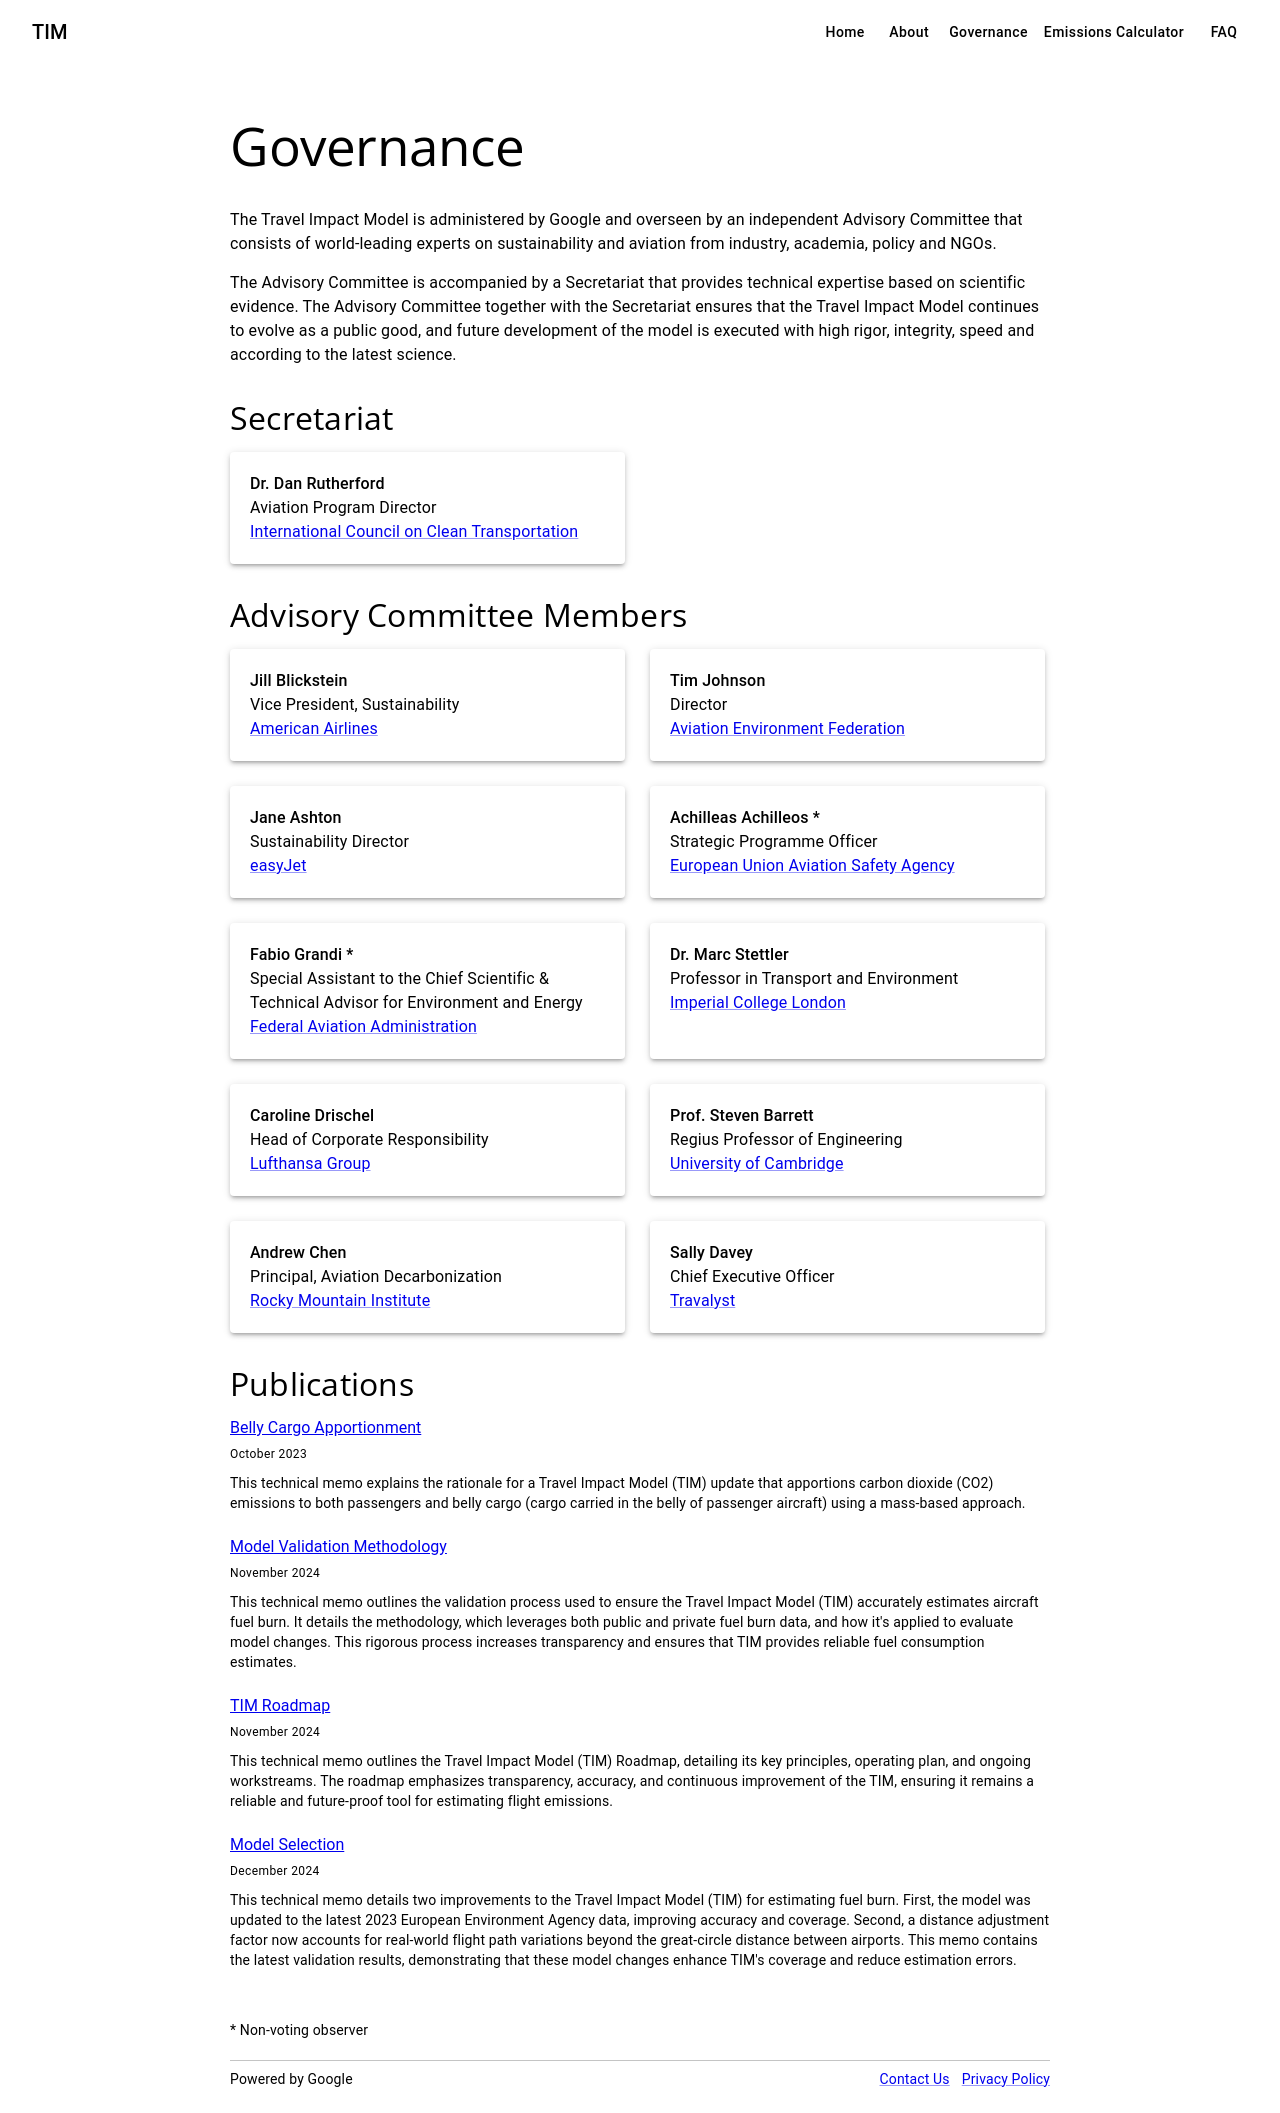 TIM
Home About Governance Emissions Calculator FAQ
Governance
The Travel Impact Model is administered by Google and overseen by an independent Advisory Committee that
consists of world-leading experts on sustainability and aviation from industry, academia, policy and NGOs.
The Advisory Committee is accompanied by a Secretariat that provides technical expertise based on scientific
evidence. The Advisory Committee together with the Secretariat ensures that the Travel Impact Model continues
to evolve as a public good, and future development of the model is executed with high rigor, integrity, speed and
according to the latest science.
Secretariat
Dr. Dan Rutherford
Aviation Program Director
International Council on Clean Transportation
Advisory Committee Members
Jill Blickstein
Vice President, Sustainability
American Airlines
Tim Johnson
Director
Aviation Environment Federation
Jane Ashton
Sustainability Director
easyJet
Achilleas Achilleos *
Strategic Programme Officer
European Union Aviation Safety Agency
Fabio Grandi *
Special Assistant to the Chief Scientific &
Technical Advisor for Environment and Energy
Federal Aviation Administration
Dr. Marc Stettler
Professor in Transport and Environment
Imperial College London
Caroline Drischel
Head of Corporate Responsibility
Lufthansa Group
Prof. Steven Barrett
Regius Professor of Engineering
University of Cambridge
Andrew Chen
Principal, Aviation Decarbonization
Rocky Mountain Institute
Sally Davey
Chief Executive Officer
Travalyst
Publications
Belly Cargo Apportionment
October 2023
This technical memo explains the rationale for a Travel Impact Model (TIM) update that apportions carbon dioxide (CO2)
emissions to both passengers and belly cargo (cargo carried in the belly of passenger aircraft) using a mass-based approach.
Model Validation Methodology
November 2024
This technical memo outlines the validation process used to ensure the Travel Impact Model (TIM) accurately estimates aircraft
fuel burn. It details the methodology, which leverages both public and private fuel burn data, and how it's applied to evaluate
model changes. This rigorous process increases transparency and ensures that TIM provides reliable fuel consumption
estimates.
TIM Roadmap
November 2024
This technical memo outlines the Travel Impact Model (TIM) Roadmap, detailing its key principles, operating plan, and ongoing
workstreams. The roadmap emphasizes transparency, accuracy, and continuous improvement of the TIM, ensuring it remains a
reliable and future-proof tool for estimating flight emissions.
Model Selection
December 2024
This technical memo details two improvements to the Travel Impact Model (TIM) for estimating fuel burn. First, the model was
updated to the latest 2023 European Environment Agency data, improving accuracy and coverage. Second, a distance adjustment
factor now accounts for real-world flight path variations beyond the great-circle distance between airports. This memo contains
the latest validation results, demonstrating that these model changes enhance TIM's coverage and reduce estimation errors.
* Non-voting observer
Powered by Google
Contact Us Privacy Policy